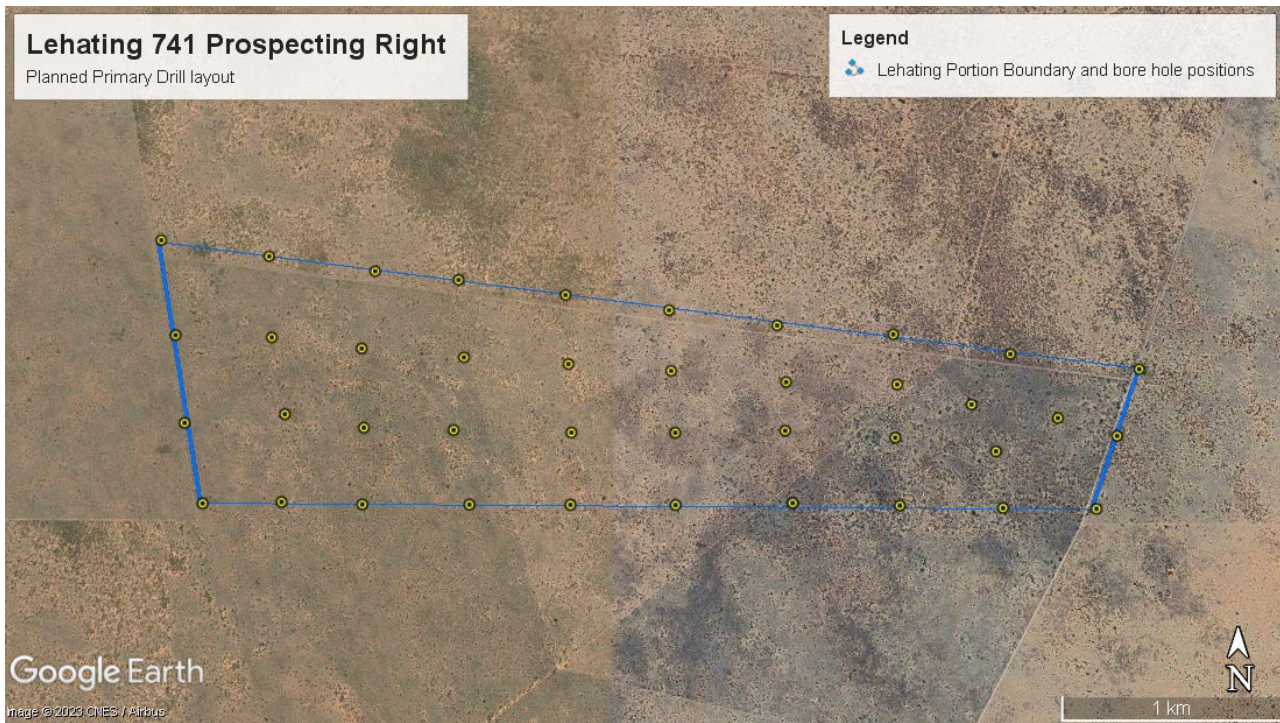 Lehating 741 Prospecting Right
Planned Primary Drill layout
Legend
Lehating Portion Boundary and bore hole positions
Google Earth
Image © 2023 CNES / Airbus
N
1 km